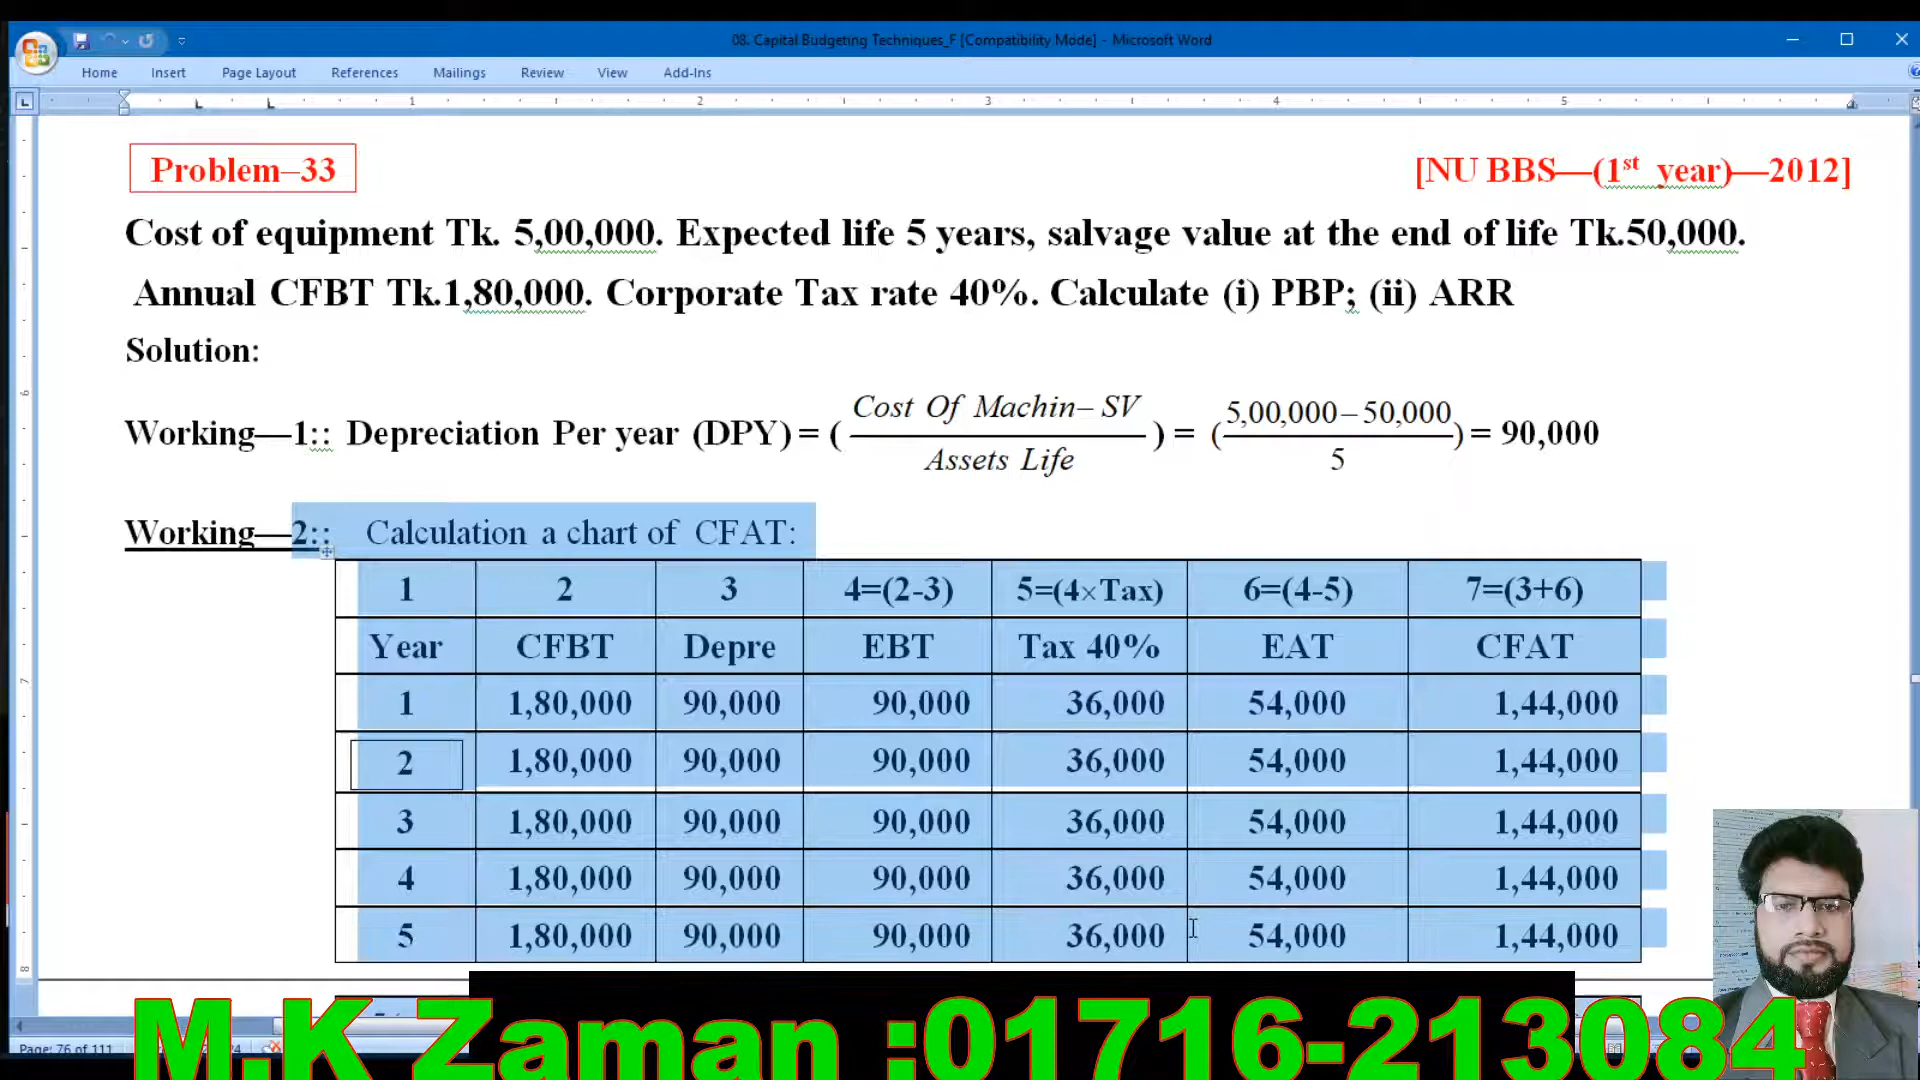 08. Capital Budgeting Techniques_F [Compatibility Mode] - Microsoft Word
Home Insert Page Layout References Mailings Review View Add-Ins
1 2 3 4 5
Problem–33 [NU BBS—(1st year)—2012]
Cost of equipment Tk. 5,00,000. Expected life 5 years, salvage value at the end of life Tk.50,000.
Annual CFBT Tk.1,80,000. Corporate Tax rate 40%. Calculate (i) PBP; (ii) ARR
Solution:
Working—1:: Depreciation Per year (DPY) = ( Cost Of Machin– SV / Assets Life ) = ( 5,00,000 – 50,000 / 5 ) = 90,000
Working—2:: Calculation a chart of CFAT:
1 2 3 4=(2-3) 5=(4×Tax) 6=(4-5) 7=(3+6)
Year CFBT Depre EBT Tax 40% EAT CFAT
1 1,80,000 90,000 90,000 36,000 54,000 1,44,000
2 1,80,000 90,000 90,000 36,000 54,000 1,44,000
3 1,80,000 90,000 90,000 36,000 54,000 1,44,000
4 1,80,000 90,000 90,000 36,000 54,000 1,44,000
5 1,80,000 90,000 90,000 36,000 54,000 1,44,000
M.K Zaman :01716-213084
Page: 76 of 111